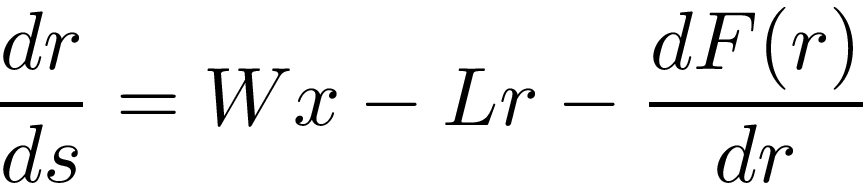 dr/ds = Wx − Lr − dF(r)/dr